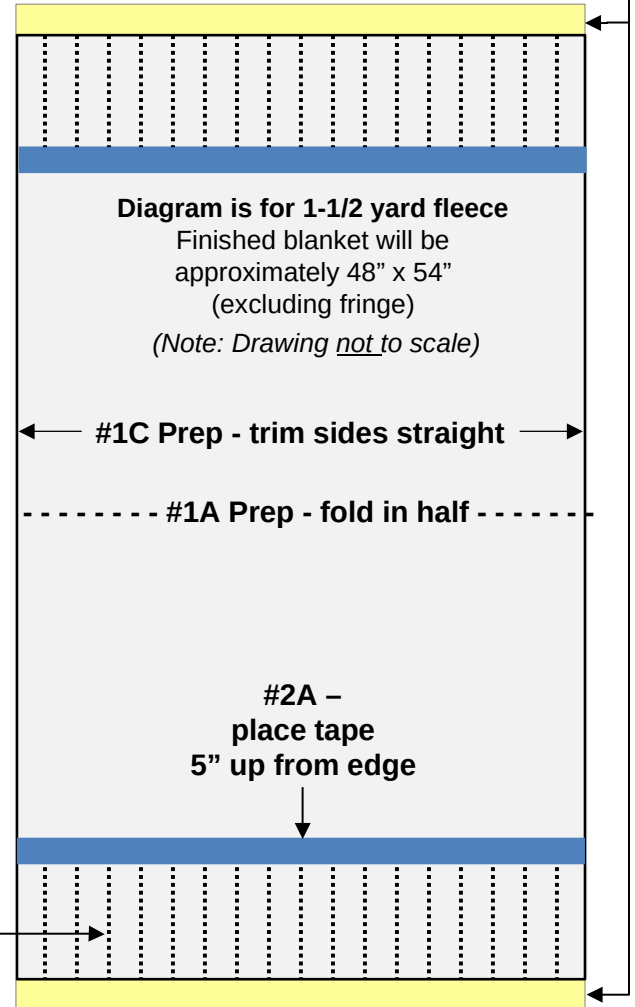 Diagram is for 1-1/2 yard fleece
Finished blanket will be
approximately 48” x 54”
(excluding fringe)
(Note: Drawing not to scale)
#1C Prep - trim sides straight
#1A Prep - fold in half
#2A –
place tape
5” up from edge